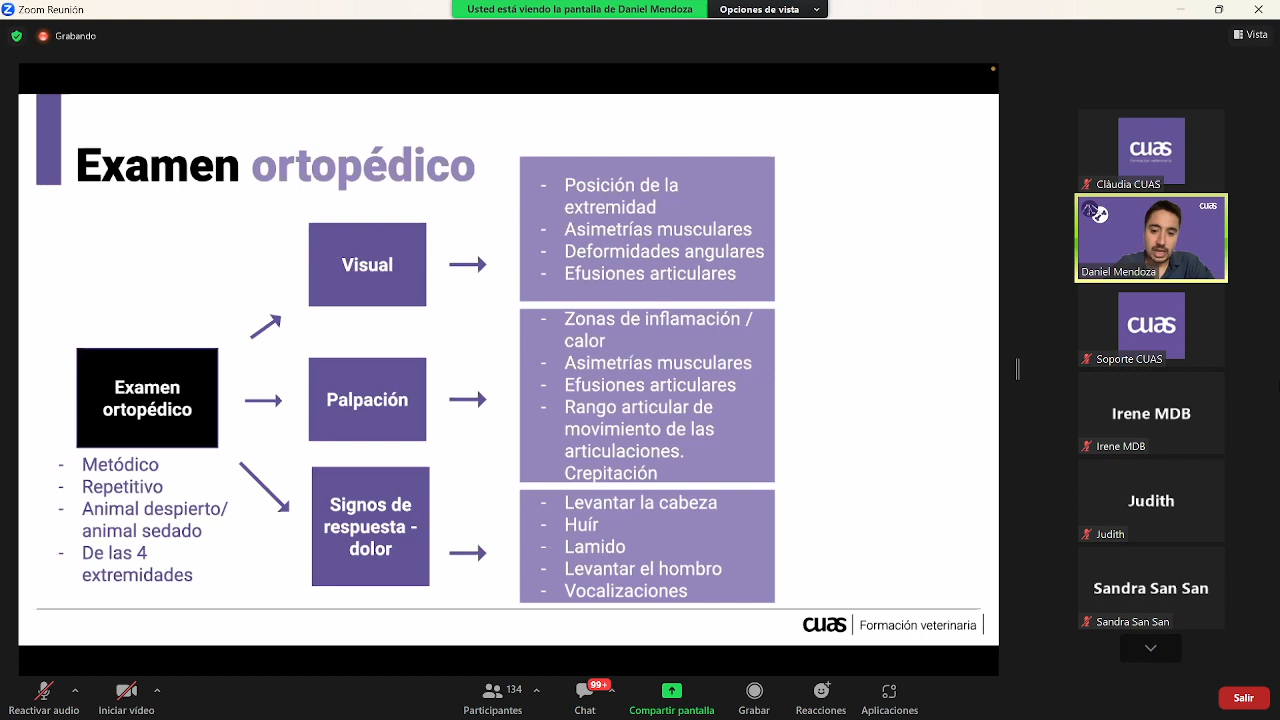 Zoom Reunión
Usted está viendo la pantalla de Daniel Mendoza
Opciones de vista
Grabando
Vista
Examen ortopédico
Visual
- Posición de la
extremidad
- Asimetrías musculares
- Deformidades angulares
- Efusiones articulares
Examen
ortopédico
- Metódico
- Repetitivo
- Animal despierto/
animal sedado
- De las 4
extremidades
Palpación
- Zonas de inflamación /
calor
- Asimetrías musculares
- Efusiones articulares
- Rango articular de
movimiento de las
articulaciones.
Crepitación
Signos de
respuesta -
dolor
- Levantar la cabeza
- Huír
- Lamido
- Levantar el hombro
- Vocalizaciones
cuas Formación veterinaria
cuas
Formación veterinaria
Clàudia CUAS
cuas
Daniel Mendoza
cuas
Soporte CUAS
Irene MDB
Irene MDB
Judith
Judith
Sandra San San
Sandra San San
Reactivar audio
Iniciar vídeo
134
Participantes
99+
Chat
Compartir pantalla
Grabar
Reacciones
Aplicaciones
Salir